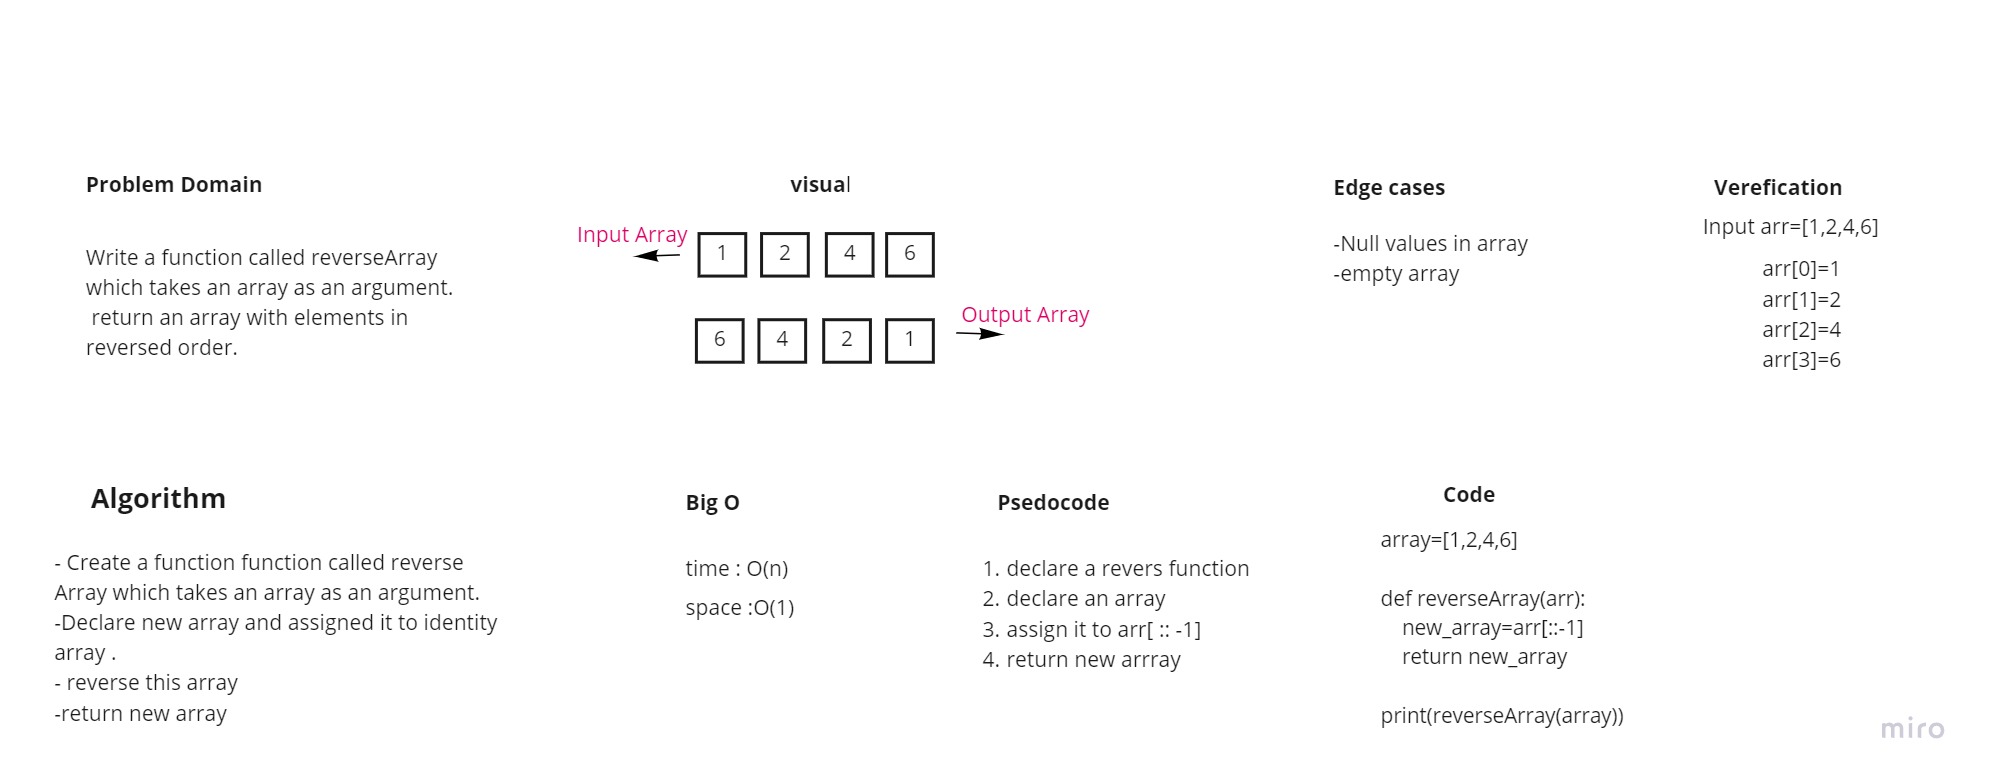 Problem Domain
Write a function called reverseArray
which takes an array as an argument.
return an array with elements in
reversed order.
visual
Input Array
1 2 4 6
Output Array
6 4 2 1
Edge cases
-Null values in array
-empty array
Verefication
Input arr=[1,2,4,6]
arr[0]=1
arr[1]=2
arr[2]=4
arr[3]=6
Algorithm
- Create a function function called reverse
Array which takes an array as an argument.
-Declare new array and assigned it to identity
array .
- reverse this array
-return new array
Big O
time : O(n)
space :O(1)
Psedocode
1. declare a revers function
2. declare an array
3. assign it to arr[ :: -1]
4. return new arrray
Code
array=[1,2,4,6]
def reverseArray(arr):
new_array=arr[::-1]
return new_array
print(reverseArray(array))
miro